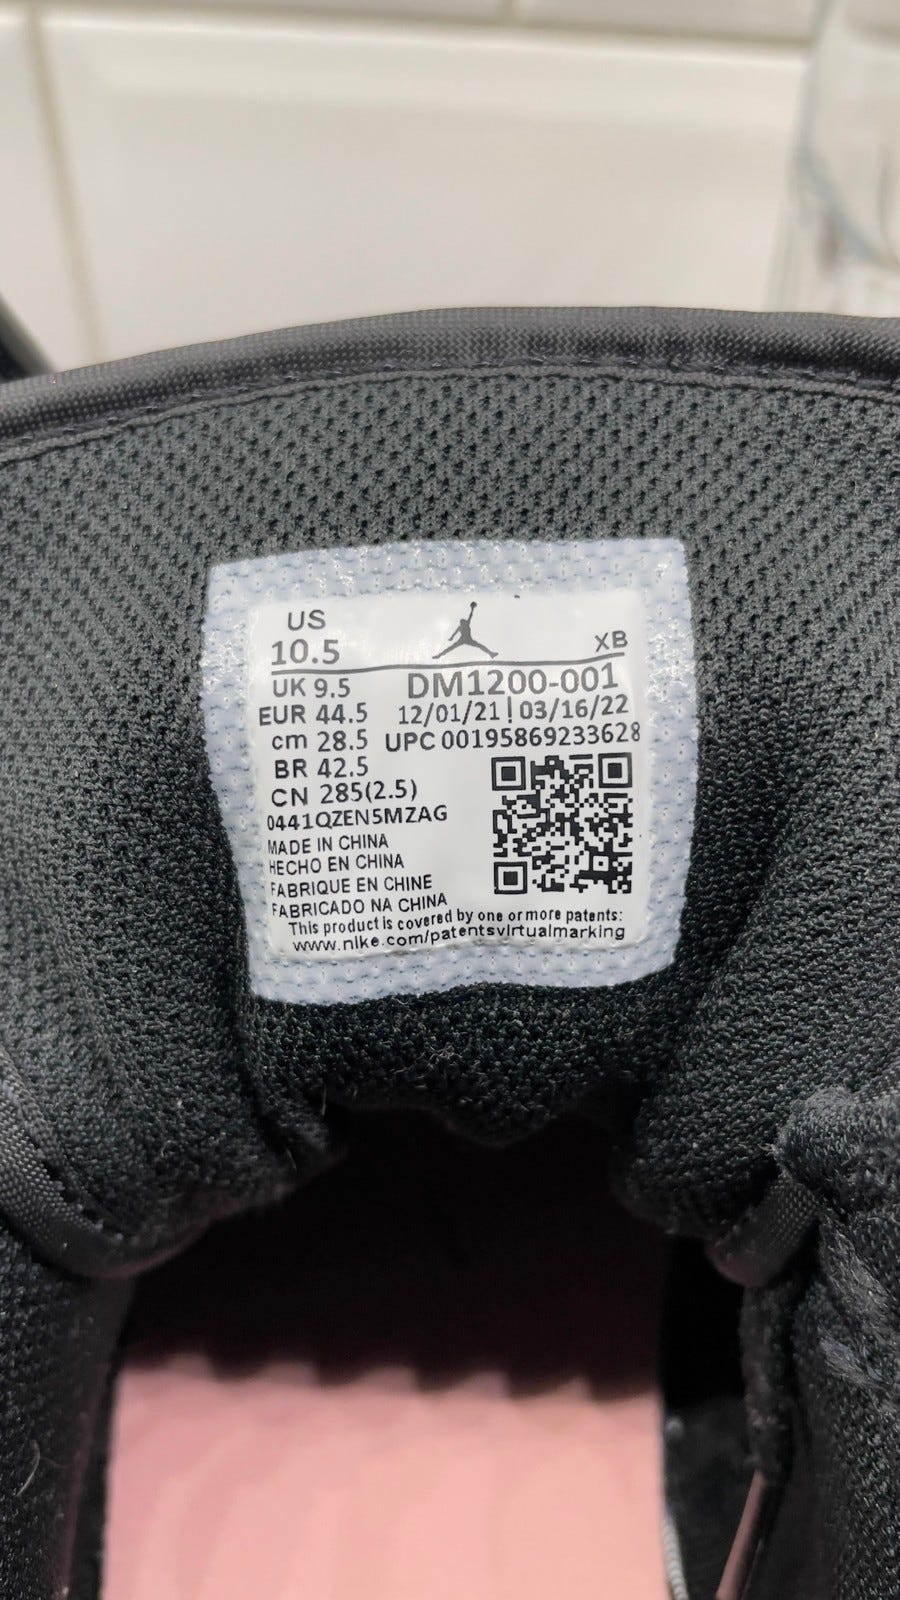 US
10.5 XB
UK 9.5 DM1200-001
EUR 44.5 12/01/21|03/16/22
cm 28.5 UPC 00195869233628
BR 42.5
CN 285(2.5)
0441QZEN5MZAG
MADE IN CHINA
HECHO EN CHINA
FABRIQUE EN CHINE
FABRICADO NA CHINA
This product is covered by one or more patents:
www.nike.com/patentsvirtualmarking